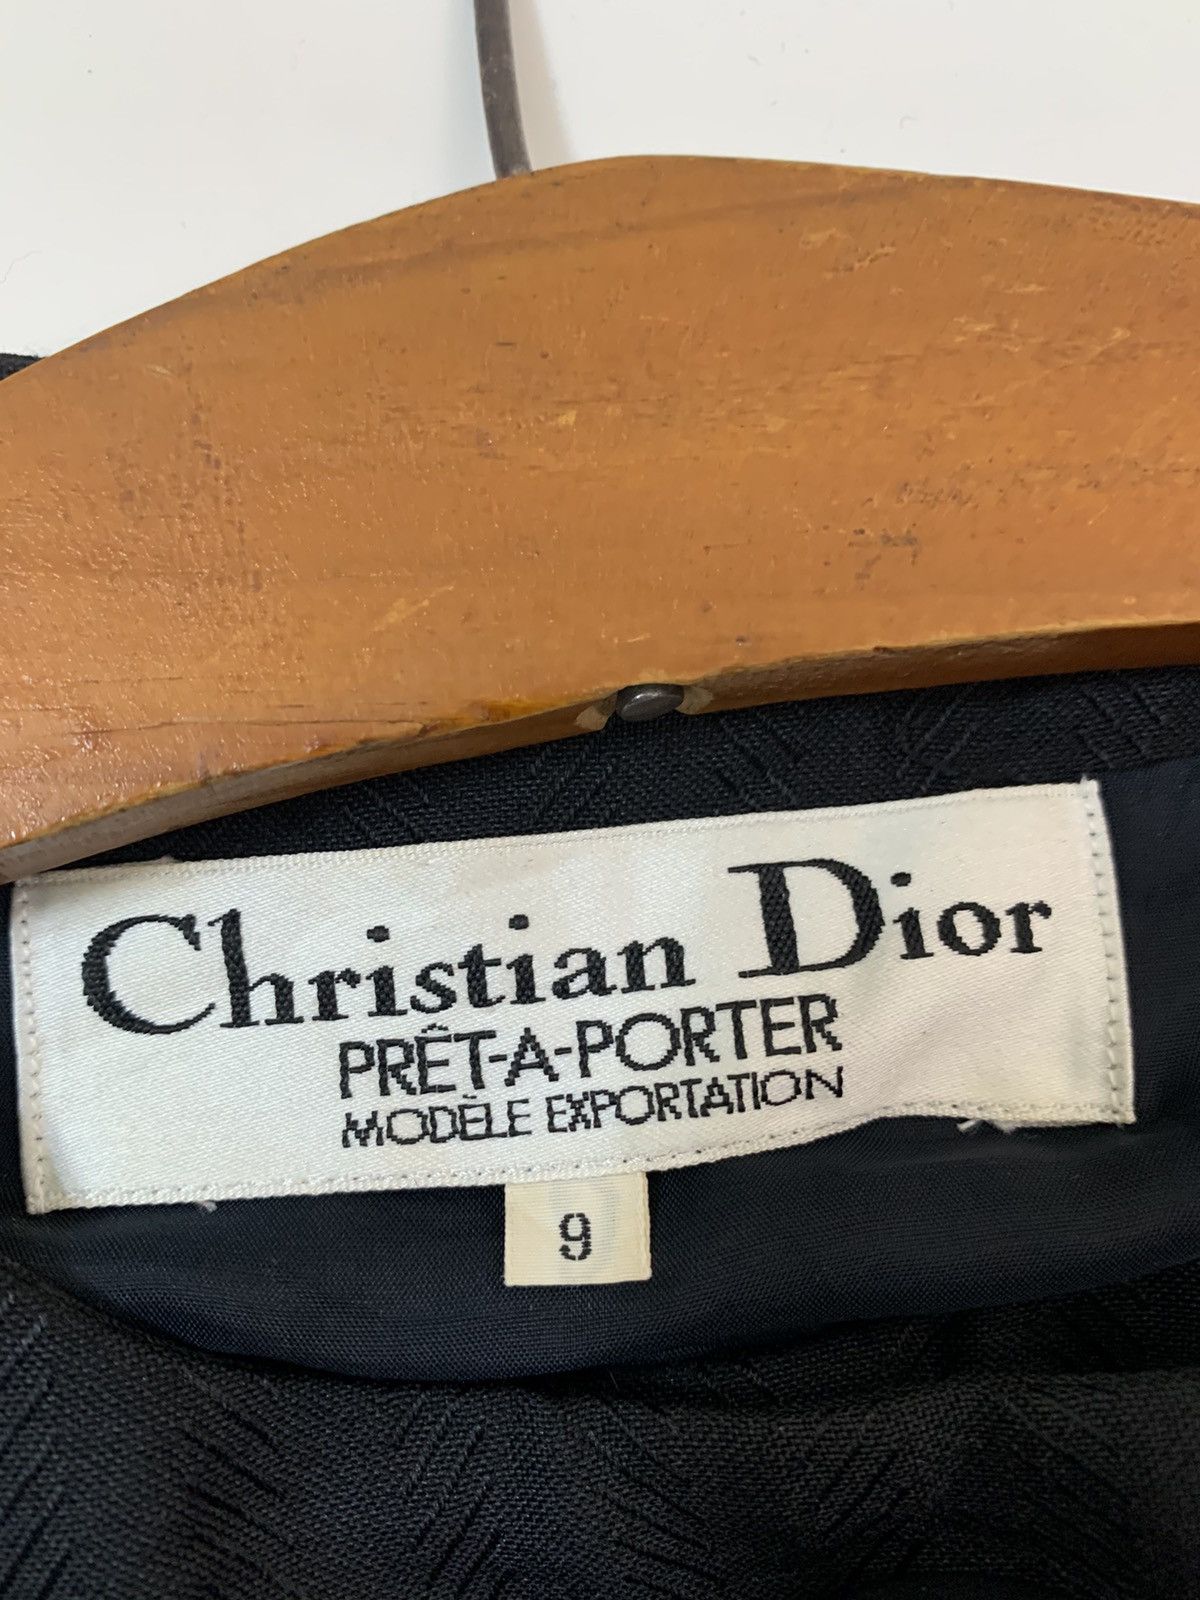 Christian Dior
PRÊT-A-PORTER
MODÈLE EXPORTATION
9